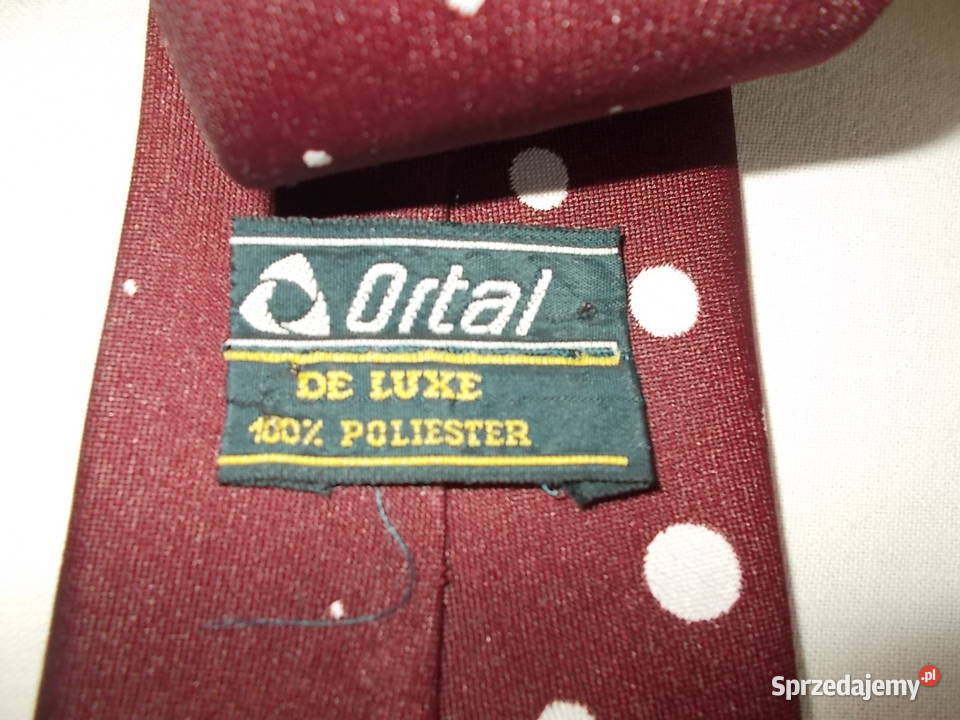 Ortal
DE LUXE
100% POLIESTER
Sprzedajemy.pl